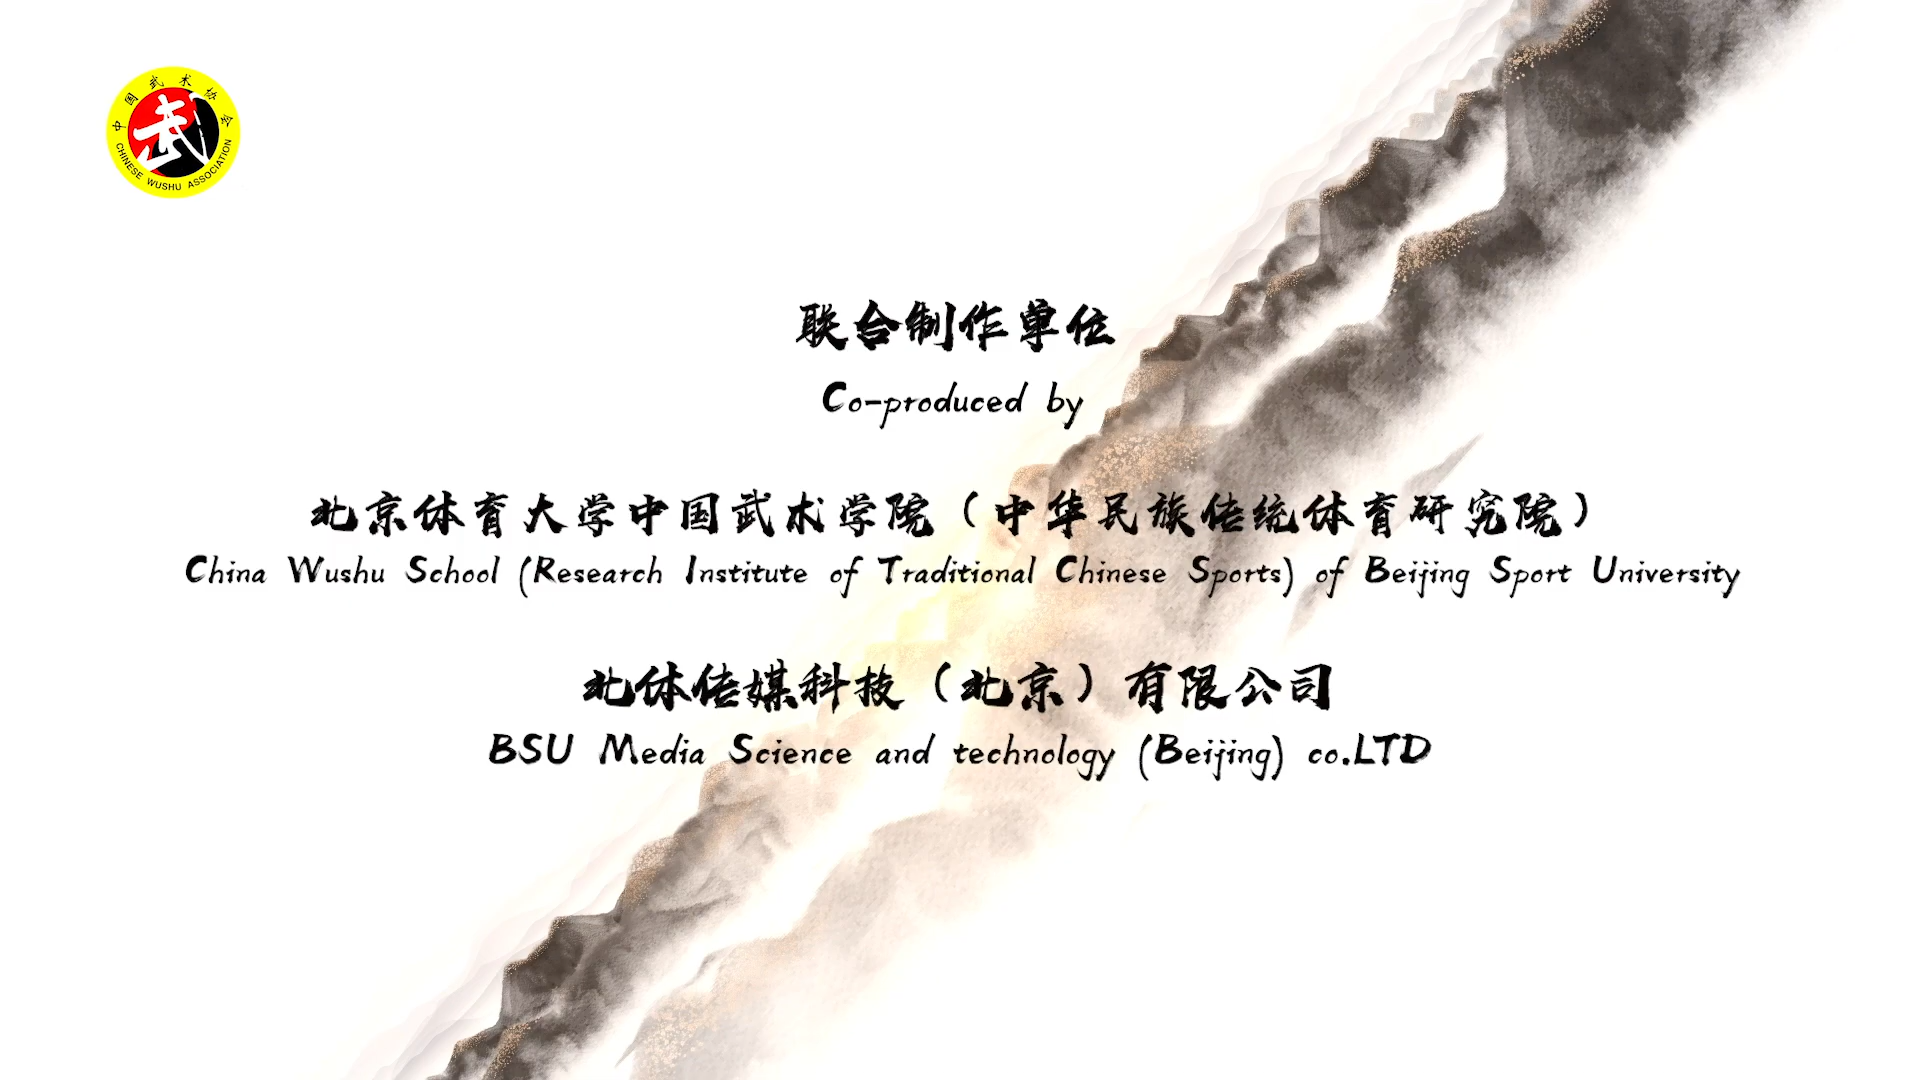 中国武术协会
CHINESE WUSHU ASSOCIATION
武
联合制作单位
Co-produced by
北京体育大学中国武术学院（中华民族传统体育研究院）
China Wushu School (Research Institute of Traditional Chinese Sports) of Beijing Sport University
北体传媒科技（北京）有限公司
BSU Media Science and technology (Beijing) co.LTD